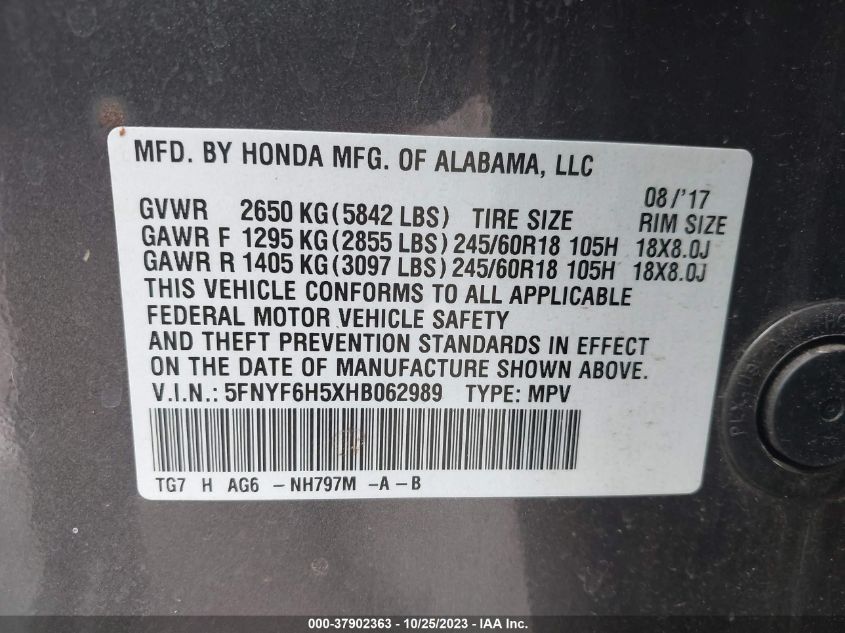 MFD. BY HONDA MFG. OF ALABAMA, LLC
08/'17
GVWR 2650 KG (5842 LBS) TIRE SIZE RIM SIZE
GAWR F 1295 KG (2855 LBS) 245/60R18 105H 18X8.0J
GAWR R 1405 KG (3097 LBS) 245/60R18 105H 18X8.0J
THIS VEHICLE CONFORMS TO ALL APPLICABLE
FEDERAL MOTOR VEHICLE SAFETY
AND THEFT PREVENTION STANDARDS IN EFFECT
ON THE DATE OF MANUFACTURE SHOWN ABOVE.
V.I.N.: 5FNYF6H5XHB062989 TYPE: MPV
TG7 H AG6 -NH797M -A -B
000-37902363 - 10/25/2023 - IAA Inc.